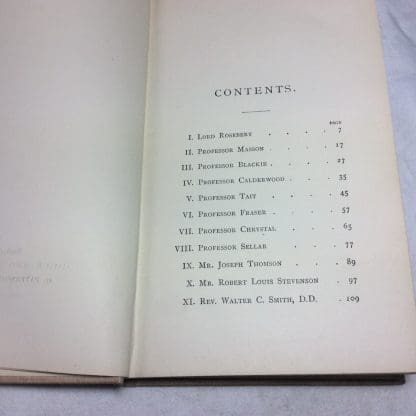 CONTENTS.
PAGE
I. LORD ROSEBERY . . . . 7
II. PROFESSOR MASSON . . . . 17
III. PROFESSOR BLACKIE . . . . 27
IV. PROFESSOR CALDERWOOD . . . 35
V. PROFESSOR TAIT . . . . 45
VI. PROFESSOR FRASER . . . . 57
VII. PROFESSOR CHRYSTAL . . . . 65
VIII. PROFESSOR SELLAR . . . . 77
IX. MR. JOSEPH THOMSON . . . 89
X. MR. ROBERT LOUIS STEVENSON . 97
XI. REV. WALTER C. SMITH, D.D. . 109